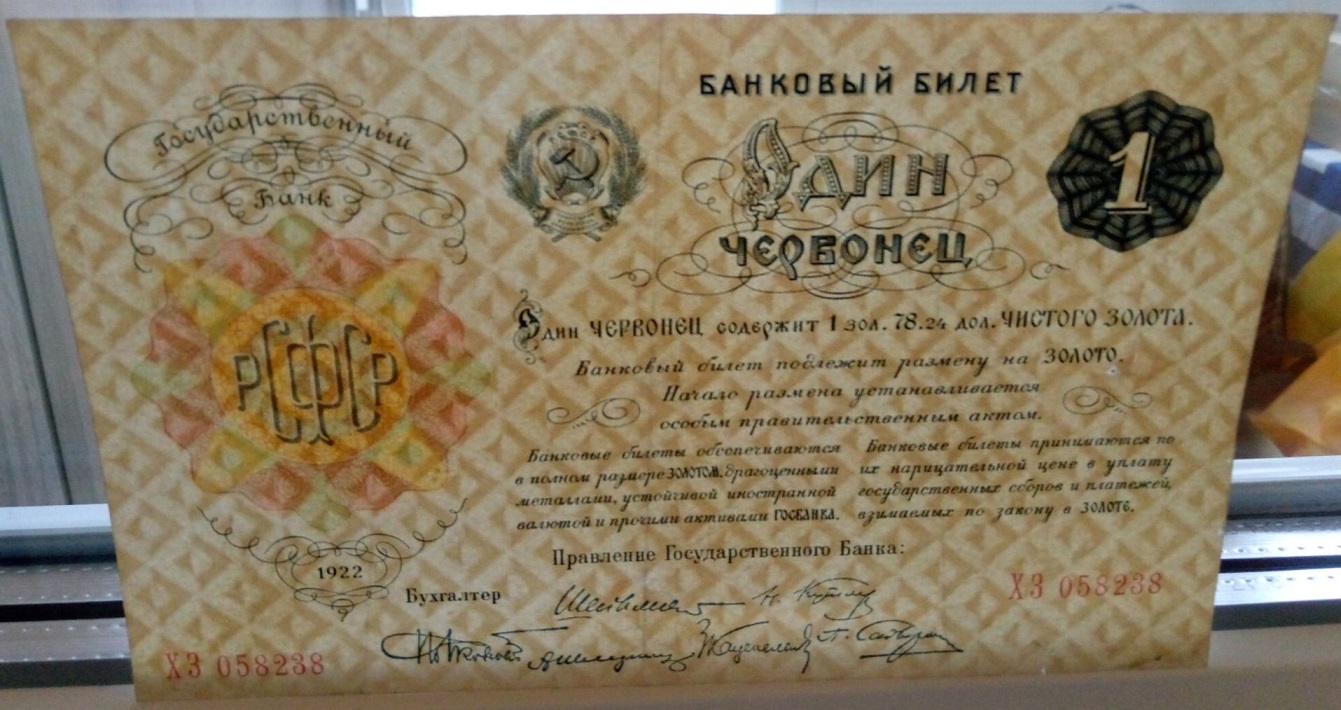 Государственный
Банк
РСФСР
1922
ХЗ 058238
БАНКОВЫЙ БИЛЕТ
ОДИН
ЧЕРВОНЕЦ
1
Один ЧЕРВОНЕЦ содержит 1 зол. 78.24 дол. ЧИСТОГО ЗОЛОТА.
Банковый билет подлежит размену на ЗОЛОТО.
Начало размена устанавливается
особым правительственным актом.
Банковые билеты обеспечиваются
в полном размере ЗОЛОТОМ, драгоценными
металлами, устойчивой иностранной
валютой и прочими активами ГОСБАНКА.
Банковые билеты принимаются по
их нарицательной цене в уплату
государственных сборов и платежей,
взимаемых по закону в ЗОЛОТЕ.
Правление Государственного Банка:
Бухгалтер
ХЗ 058238